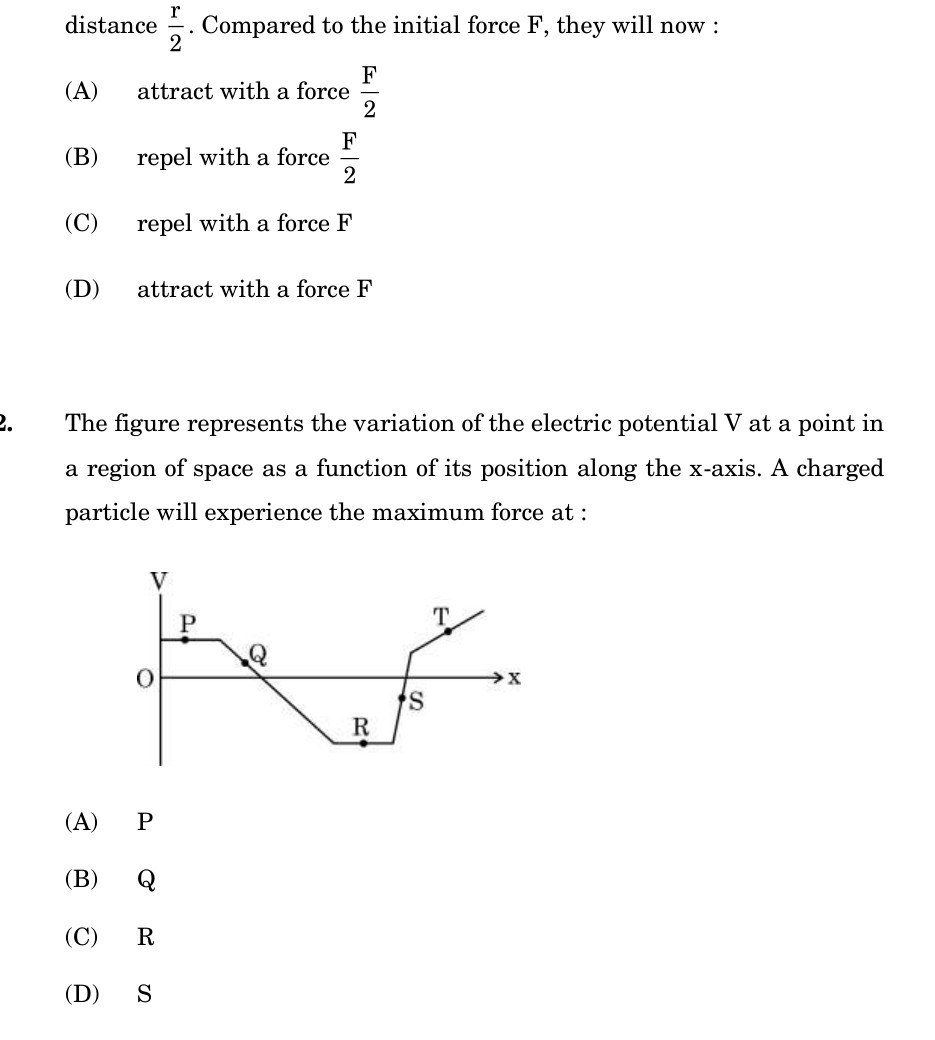 distance r/2. Compared to the initial force F, they will now :
(A) attract with a force F/2
(B) repel with a force F/2
(C) repel with a force F
(D) attract with a force F
2. The figure represents the variation of the electric potential V at a point in
a region of space as a function of its position along the x-axis. A charged
particle will experience the maximum force at :
V
P
Q
T
O
x
S
R
(A) P
(B) Q
(C) R
(D) S